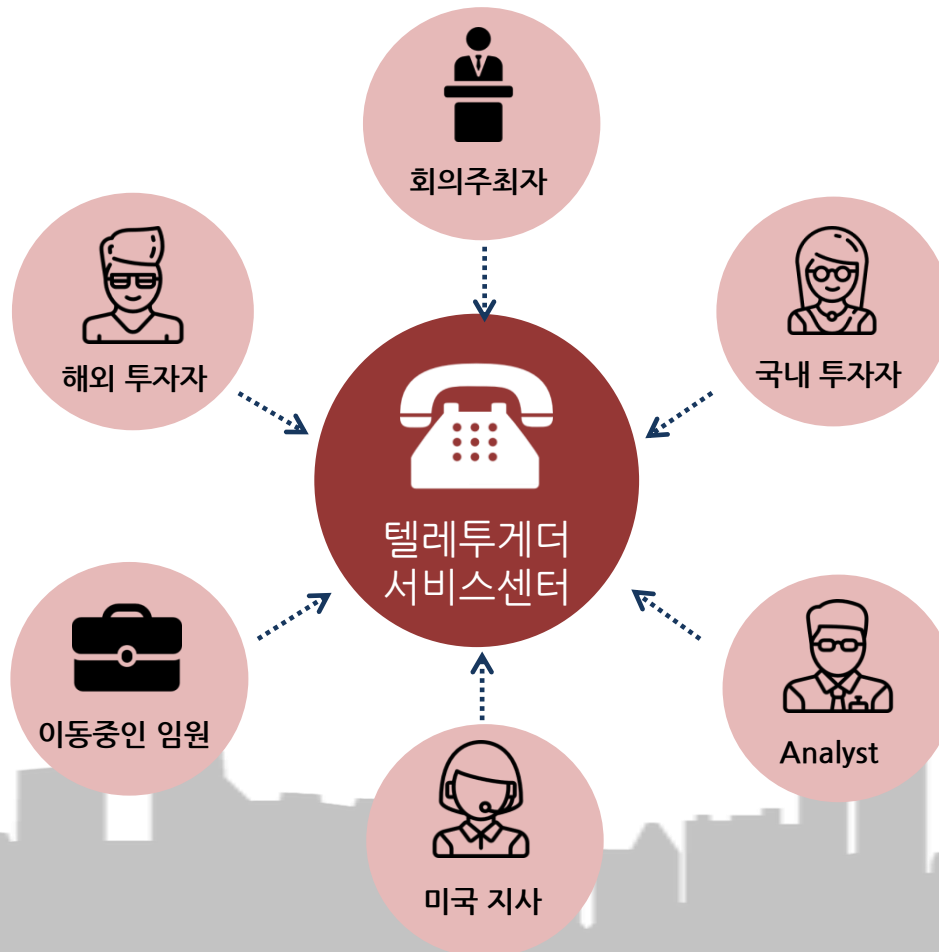 회의주최자
해외 투자자
국내 투자자
텔레투게더
서비스센터
이동중인 임원
Analyst
미국 지사